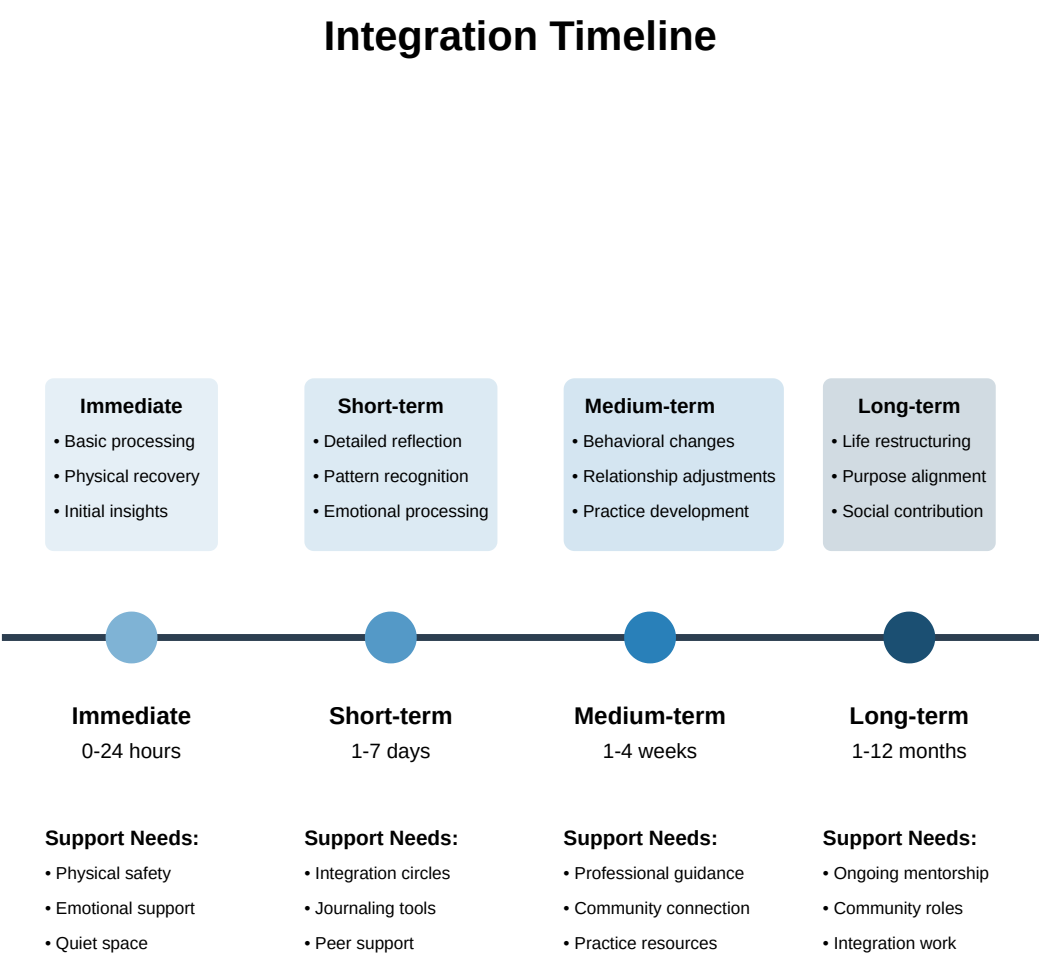 Integration Timeline
Immediate
• Basic processing
• Physical recovery
• Initial insights
Short-term
• Detailed reflection
• Pattern recognition
• Emotional processing
Medium-term
• Behavioral changes
• Relationship adjustments
• Practice development
Long-term
• Life restructuring
• Purpose alignment
• Social contribution
Immediate
0-24 hours
Short-term
1-7 days
Medium-term
1-4 weeks
Long-term
1-12 months
Support Needs:
• Physical safety
• Emotional support
• Quiet space
Support Needs:
• Integration circles
• Journaling tools
• Peer support
Support Needs:
• Professional guidance
• Community connection
• Practice resources
Support Needs:
• Ongoing mentorship
• Community roles
• Integration work